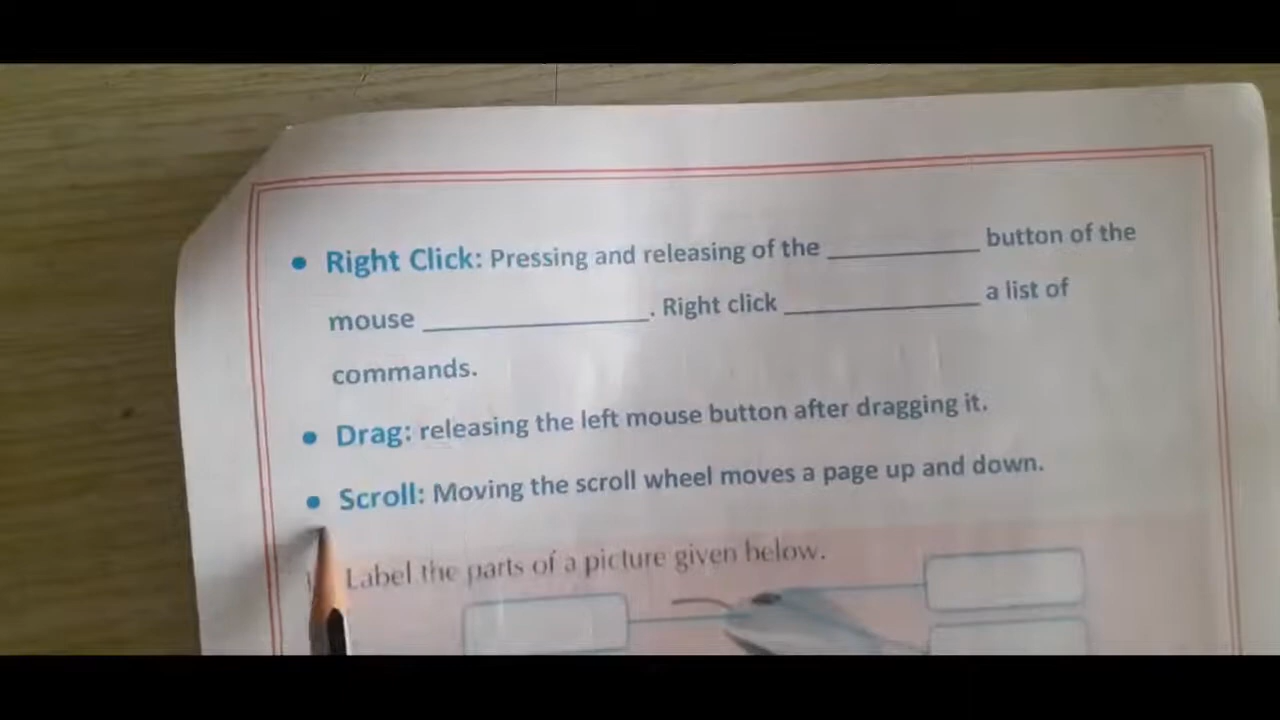 • Right Click: Pressing and releasing of the __________ button of the
mouse _______________. Right click _____________ a list of
commands.
• Drag: releasing the left mouse button after dragging it.
• Scroll: Moving the scroll wheel moves a page up and down.
Label the parts of a picture given below.